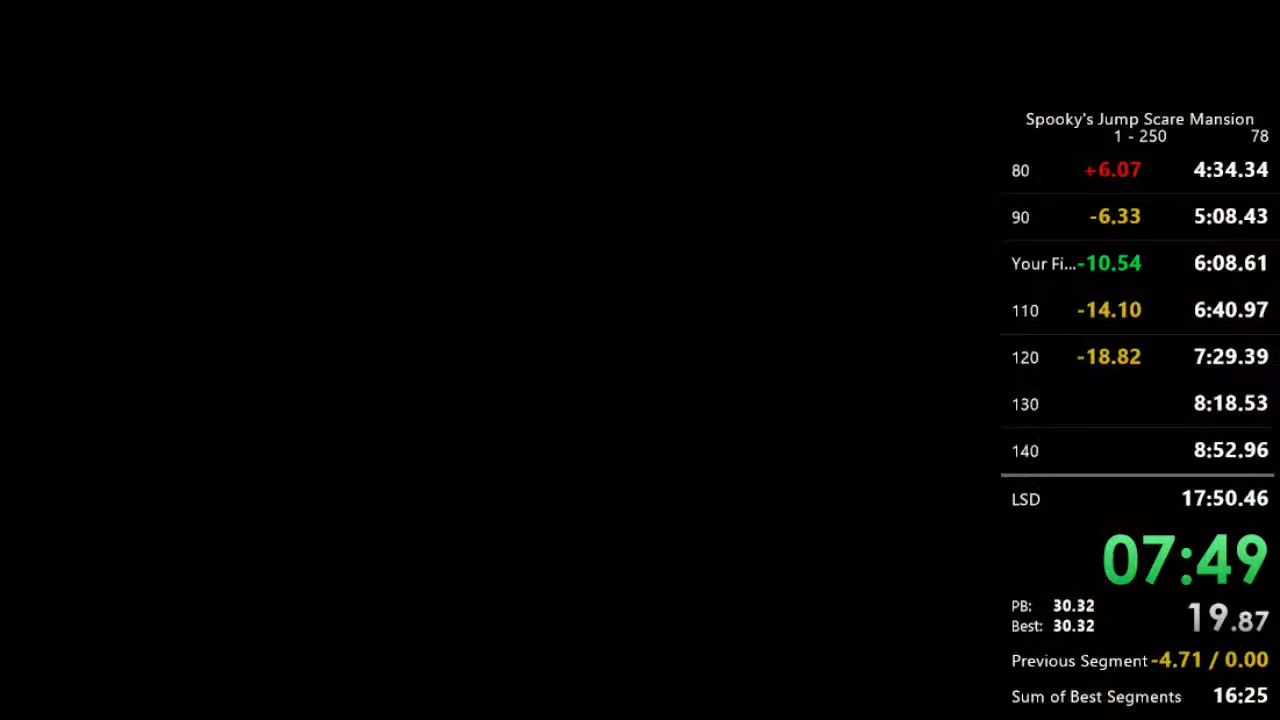 Spooky's Jump Scare Mansion
1 - 250 78
80 +6.07 4:34.34
90 -6.33 5:08.43
Your Fi... -10.54 6:08.61
110 -14.10 6:40.97
120 -18.82 7:29.39
130 8:18.53
140 8:52.96
LSD 17:50.46
07:49
PB: 30.32
Best: 30.32
19.87
Previous Segment -4.71 / 0.00
Sum of Best Segments 16:25